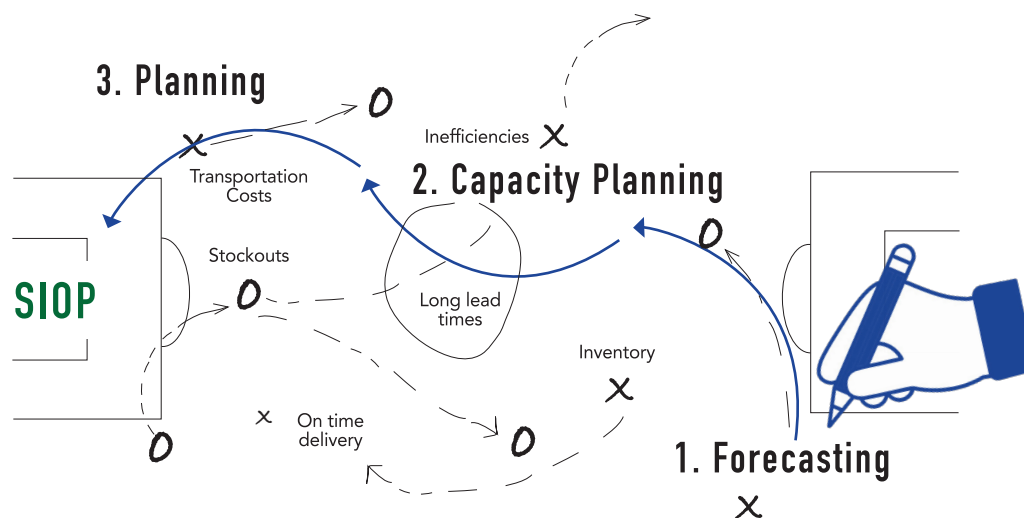 3. Planning
Inefficiencies
Transportation
Costs
2. Capacity Planning
Stockouts
SIOP
Long lead
times
Inventory
On time
delivery
1. Forecasting